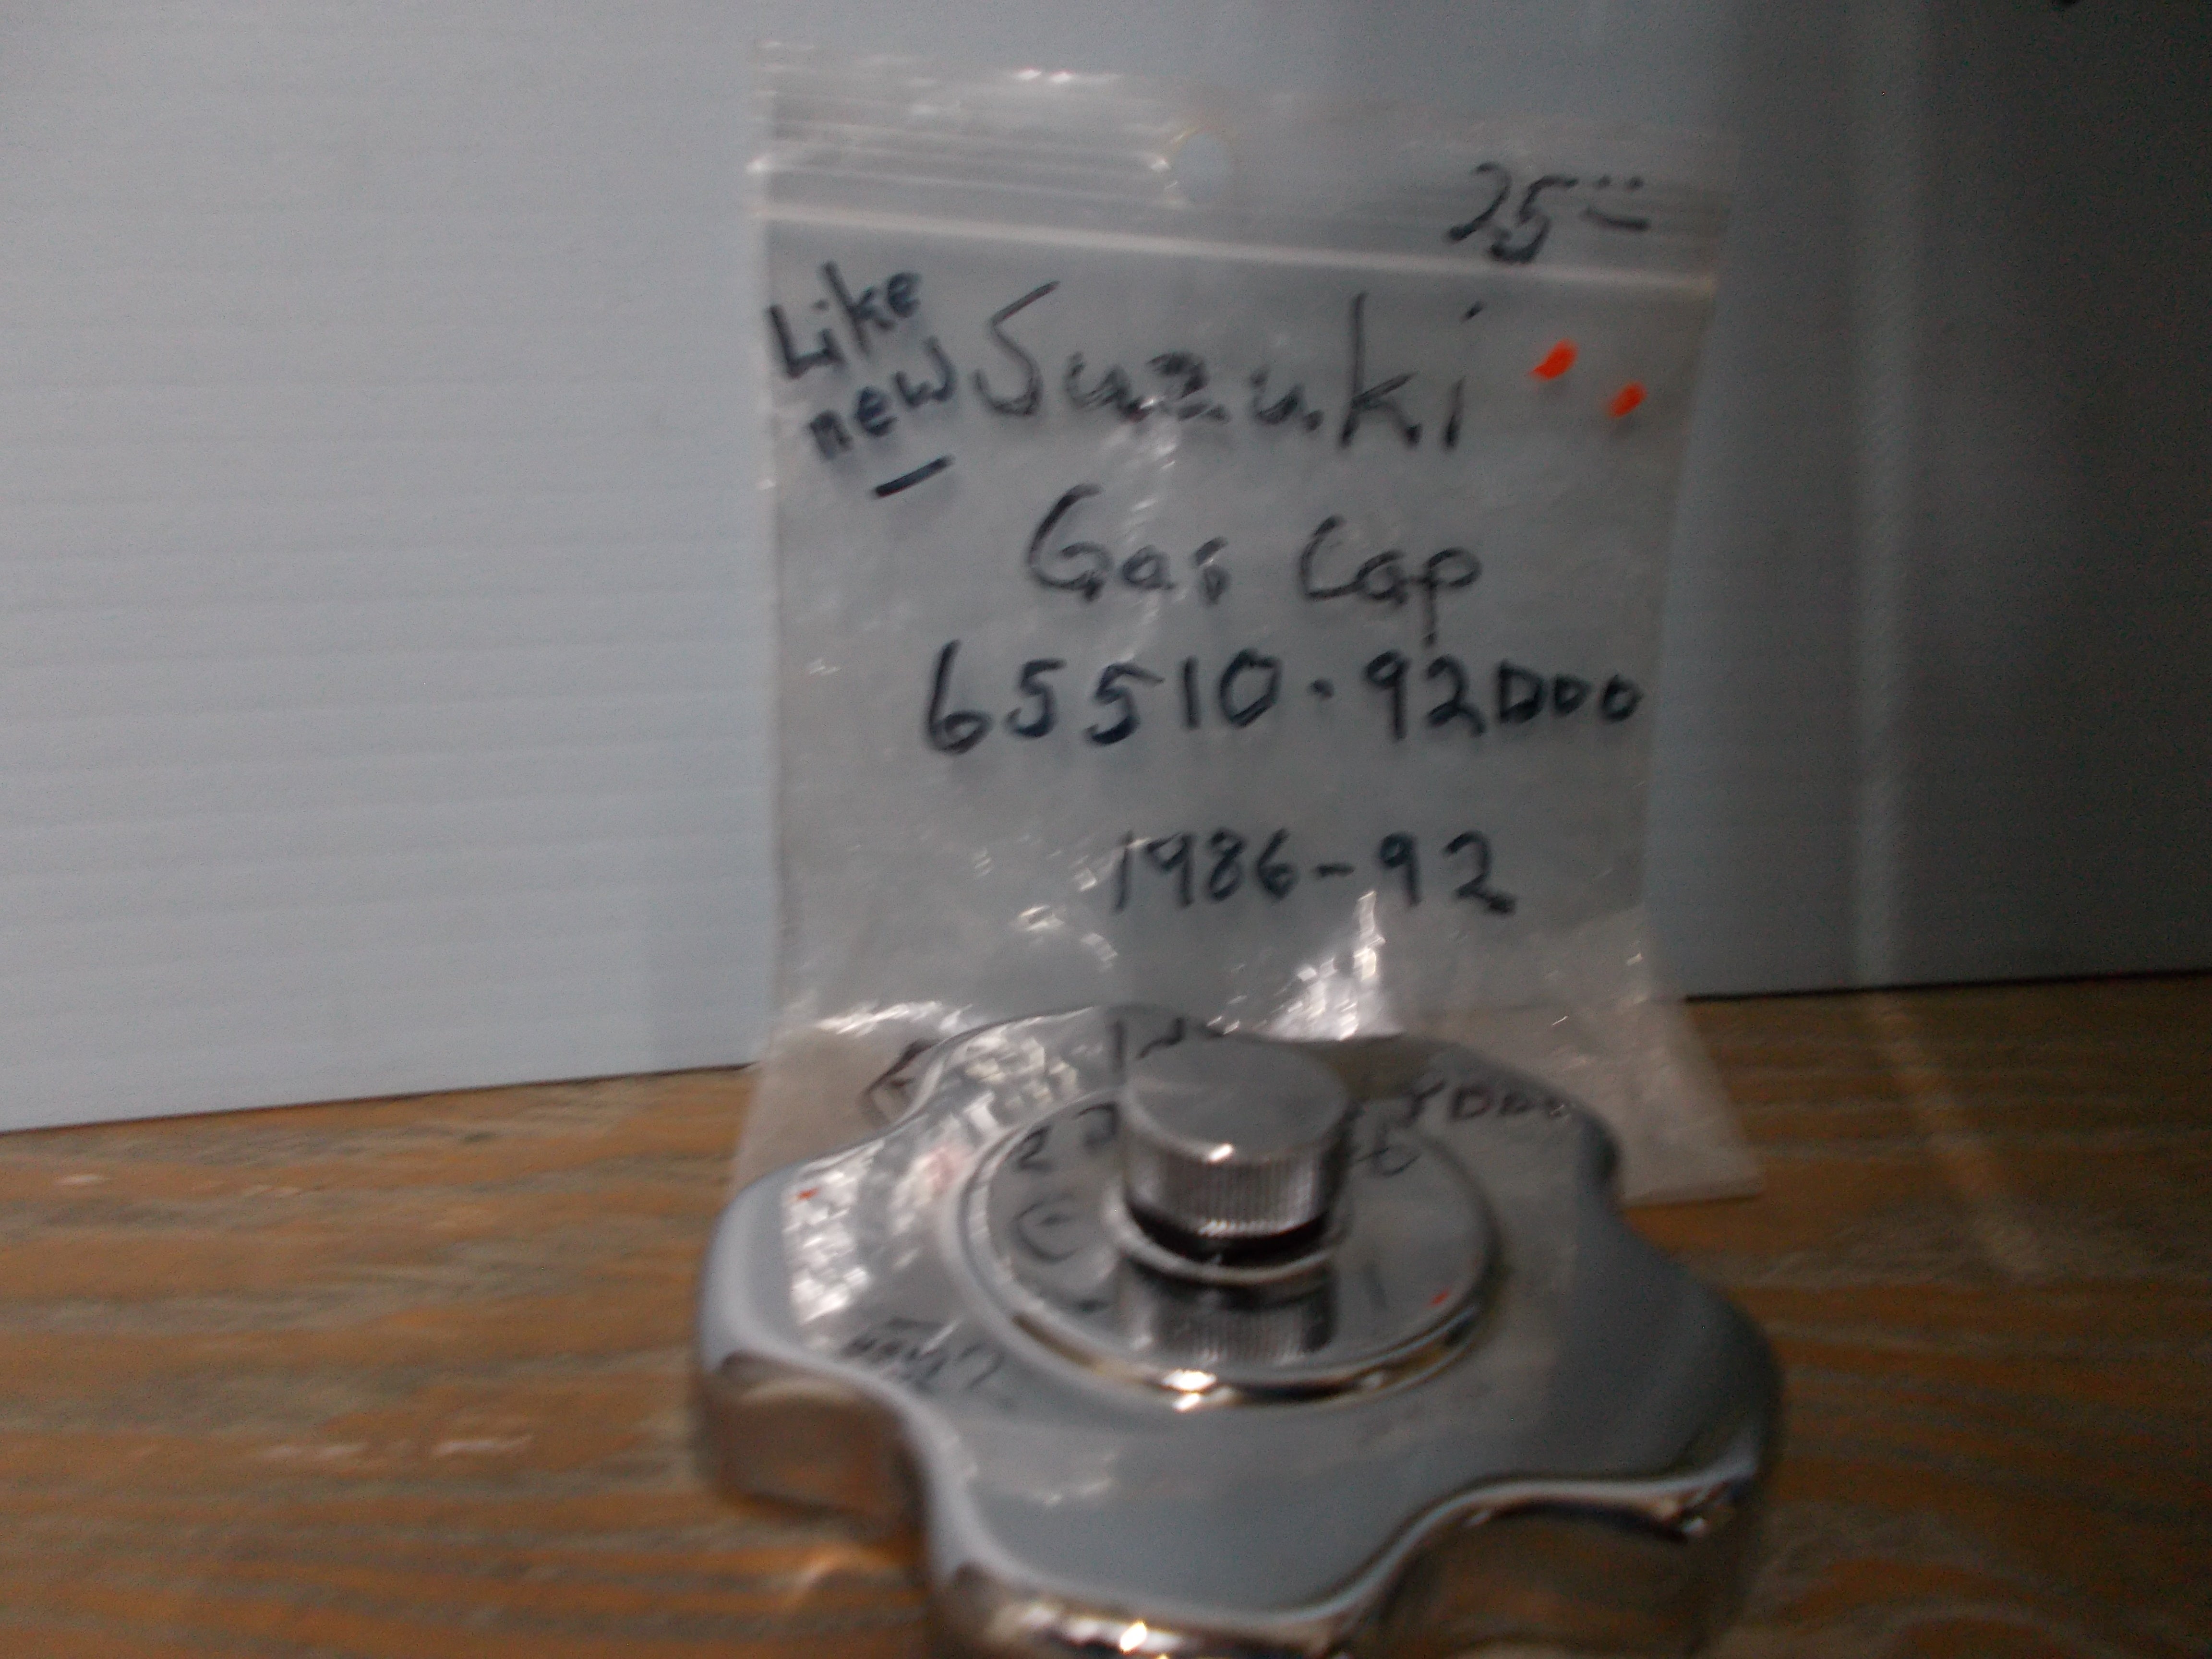 25
Like
new
Suzuki
Gas Cap
65510-92D00
1986-92